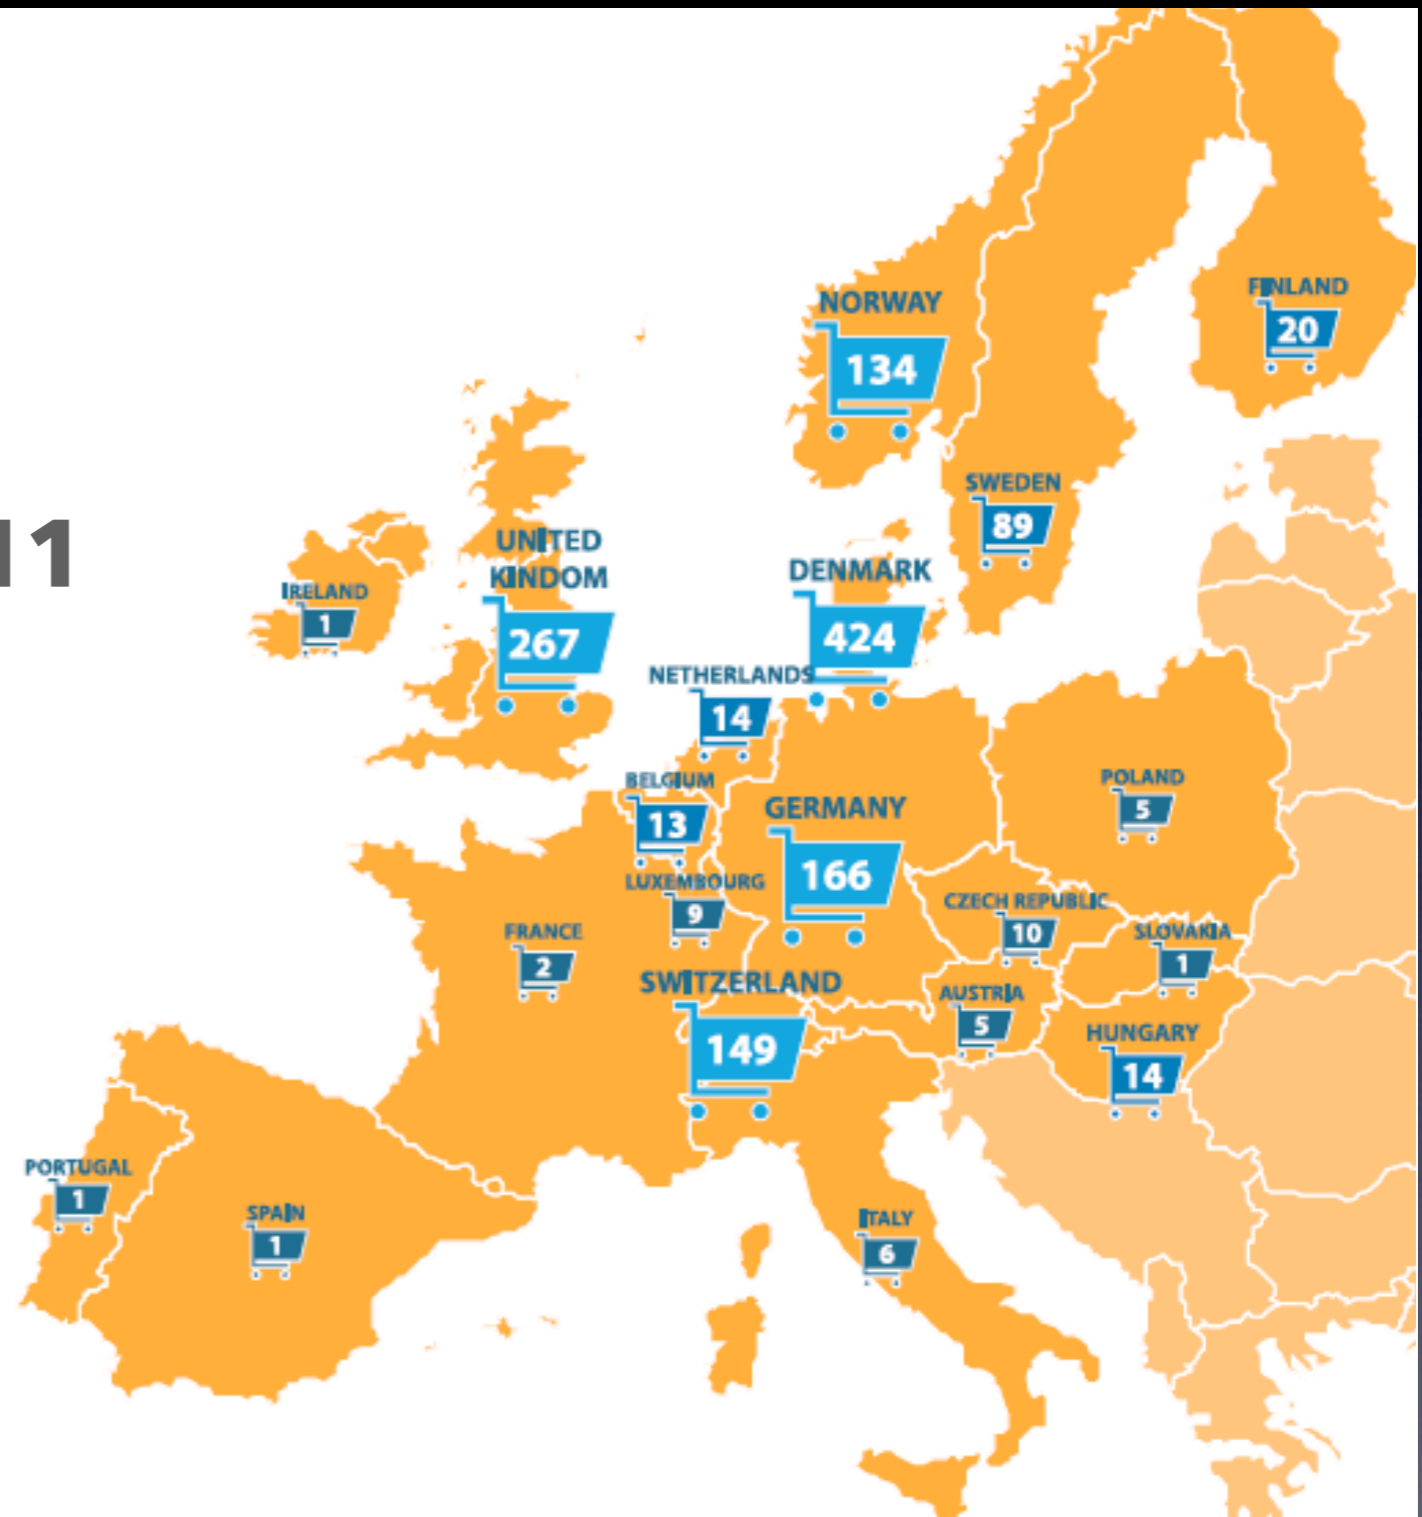 NORWAY
134
FINLAND
20
SWEDEN
89
11
UNITED
KINDOM
267
IRELAND
1
DENMARK
424
NETHERLANDS
14
BELGIUM
13
GERMANY
166
POLAND
5
LUXEMBOURG
9
CZECH REPUBLIC
10
FRANCE
2
SLOVAKIA
1
SWITZERLAND
149
AUSTRIA
5
HUNGARY
14
PORTUGAL
1
SPAIN
1
ITALY
6